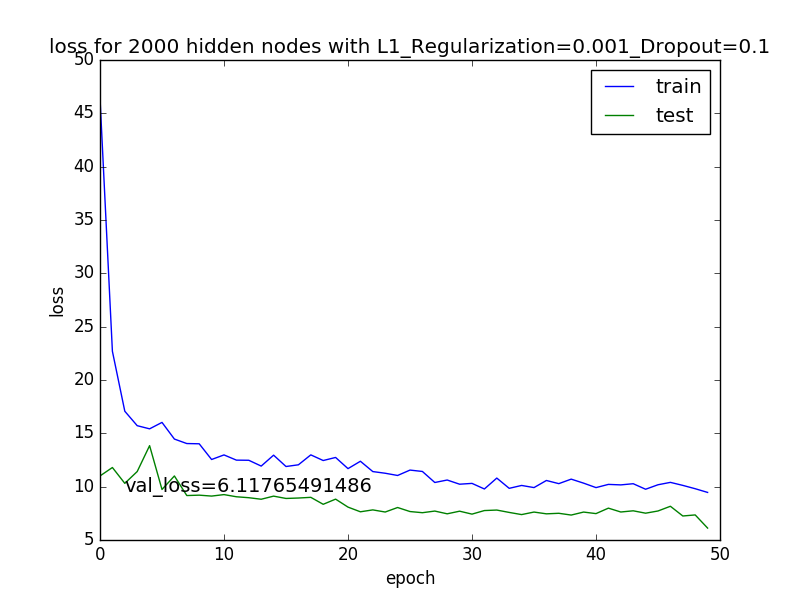 loss for 2000 hidden nodes with L1_Regularization=0.001_Dropout=0.1
50
45
40
35
30
25
20
15
10
5
loss
train
test
val_loss=6.11765491486
0
10
20
30
40
50
epoch